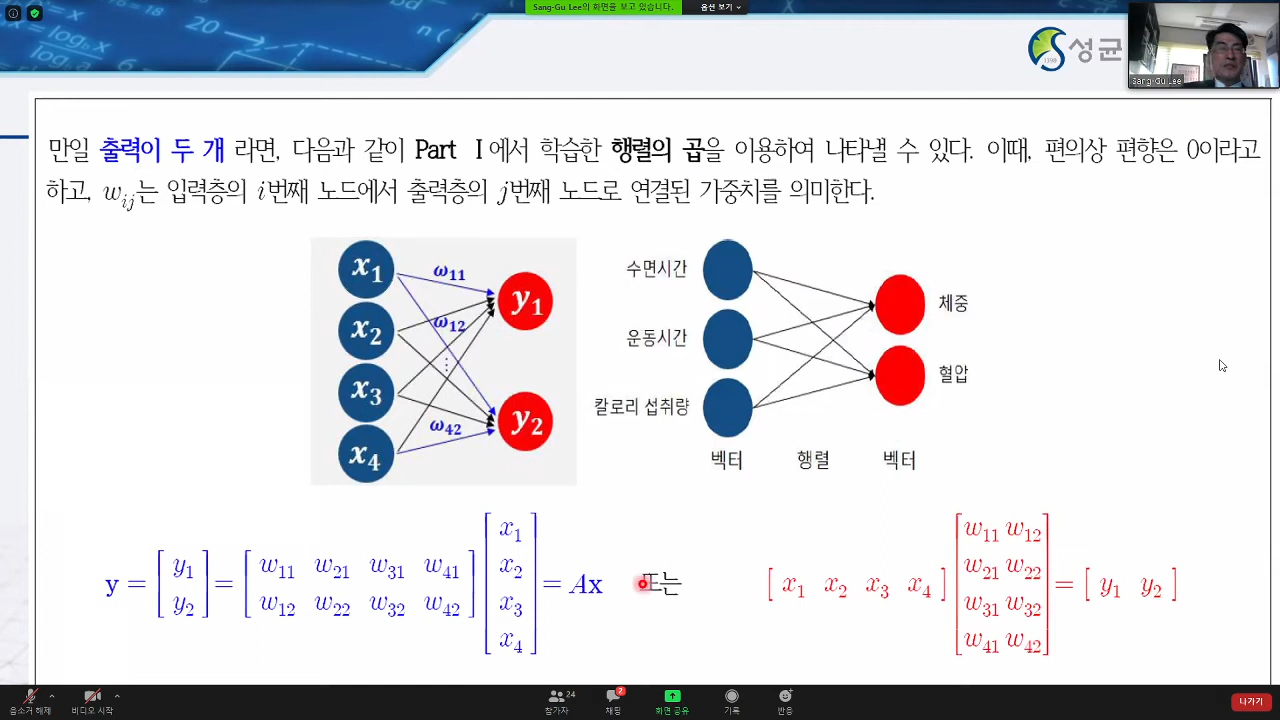 Sang-Gu Lee의 화면을 보고 있습니다.
옵션 보기
20
log_b x
log_b x
n(
성균
1398
Sang-Gu Lee
만일 출력이 두 개 라면, 다음과 같이 Part I에서 학습한 행렬의 곱을 이용하여 나타낼 수 있다. 이때, 편의상 편향은 0이라고
하고, w_ij는 입력층의 i번째 노드에서 출력층의 j번째 노드로 연결된 가중치를 의미한다.
x1
x2
x3
x4
ω11
ω12
⋮
ω42
y1
y2
수면시간
운동시간
칼로리 섭취량
체중
혈압
벡터 행렬 벡터
y = [y1 y2] = [w11 w21 w31 w41
w12 w22 w32 w42] [x1 x2 x3 x4] = Ax
또는
[ x1 x2 x3 x4 ] [w11 w12
w21 w22
w31 w32
w41 w42] = [ y1 y2 ]
음소거 해제
비디오 시작
참가자 24
채팅 2
화면 공유
기록
반응
나가기